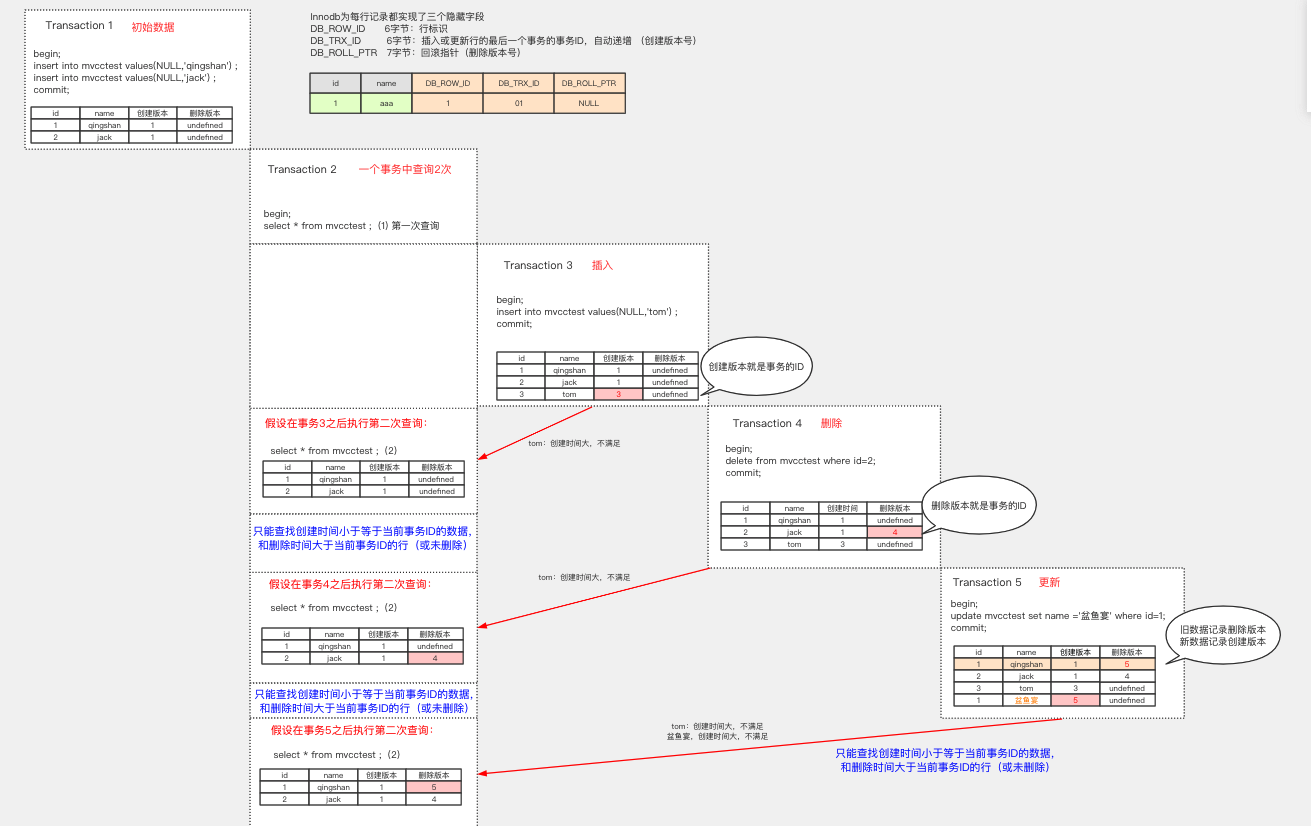 Transaction 1 初始数据
begin;
insert into mvcctest values(NULL,'qingshan') ;
insert into mvcctest values(NULL,'jack') ;
commit;
id name 创建版本 删除版本
1 qingshan 1 undefined
2 jack 1 undefined
Innodb为每行记录都实现了三个隐藏字段
DB_ROW_ID 6字节：行标识
DB_TRX_ID 6字节：插入或更新行的最后一个事务的事务ID，自动递增 （创建版本号）
DB_ROLL_PTR 7字节：回滚指针（删除版本号）
id name DB_ROW_ID DB_TRX_ID DB_ROLL_PTR
1 aaa 1 01 NULL
Transaction 2 一个事务中查询2次
begin;
select * from mvcctest ; (1) 第一次查询
Transaction 3 插入
begin;
insert into mvcctest values(NULL,'tom') ;
commit;
id name 创建版本 删除版本
1 qingshan 1 undefined
2 jack 1 undefined
3 tom 3 undefined
创建版本就是事务的ID
假设在事务3之后执行第二次查询：
select * from mvcctest ; (2)
id name 创建版本 删除版本
1 qingshan 1 undefined
2 jack 1 undefined
tom：创建时间大，不满足
Transaction 4 删除
begin;
delete from mvcctest where id=2;
commit;
id name 创建时间 删除版本
1 qingshan 1 undefined
2 jack 1 4
3 tom 3 undefined
删除版本就是事务的ID
只能查找创建时间小于等于当前事务ID的数据，
和删除时间大于当前事务ID的行（或未删除）
假设在事务4之后执行第二次查询：
select * from mvcctest ; (2)
id name 创建版本 删除版本
1 qingshan 1 undefined
2 jack 1 4
tom：创建时间大，不满足
Transaction 5 更新
begin;
update mvcctest set name ='盆鱼宴' where id=1;
commit;
id name 创建版本 删除版本
1 qingshan 1 5
2 jack 1 4
3 tom 3 undefined
1 盆鱼宴 5 undefined
旧数据记录删除版本
新数据记录创建版本
只能查找创建时间小于等于当前事务ID的数据，
和删除时间大于当前事务ID的行（或未删除）
假设在事务5之后执行第二次查询：
select * from mvcctest ; (2)
id name 创建版本 删除版本
1 qingshan 1 5
2 jack 1 4
tom：创建时间大，不满足
盆鱼宴，创建时间大，不满足
只能查找创建时间小于等于当前事务ID的数据，
和删除时间大于当前事务ID的行（或未删除）